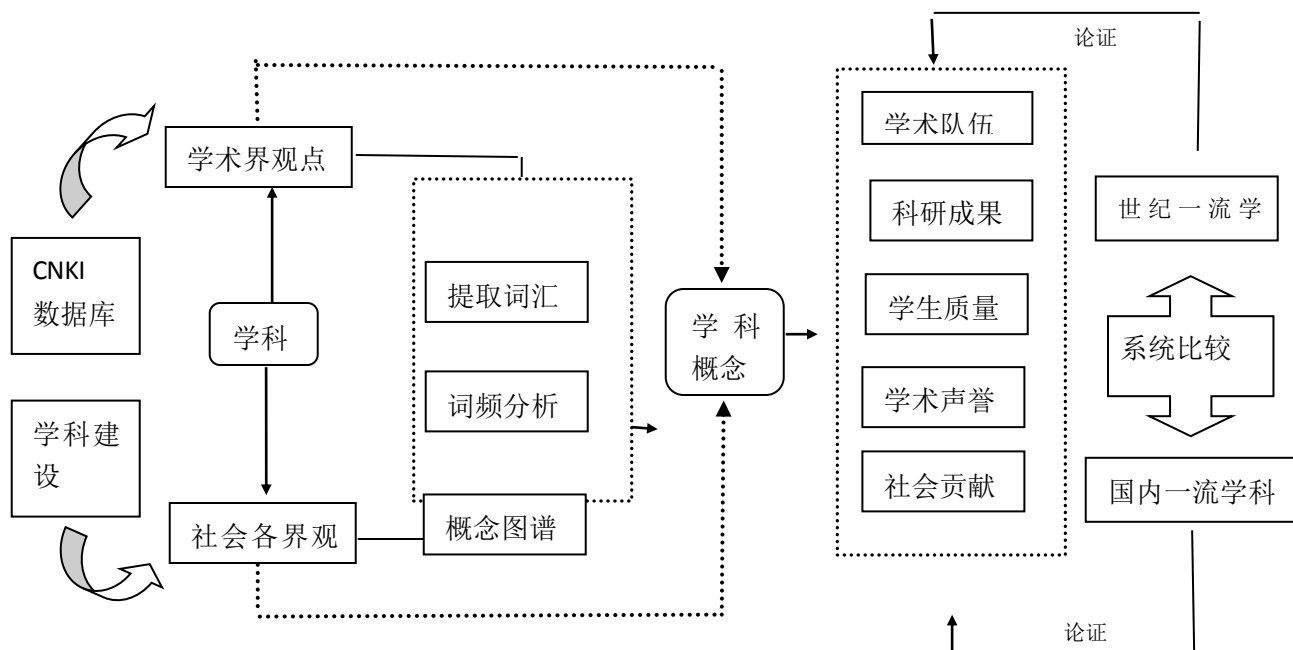 论证
学术队伍
学术界观点
科研成果
世纪一流学
CNKI
数据库
提取词汇
学生质量
学科
学 科
概念
系统比较
词频分析
学术声誉
学科建
设
社会贡献
国内一流学科
社会各界观
概念图谱
论证